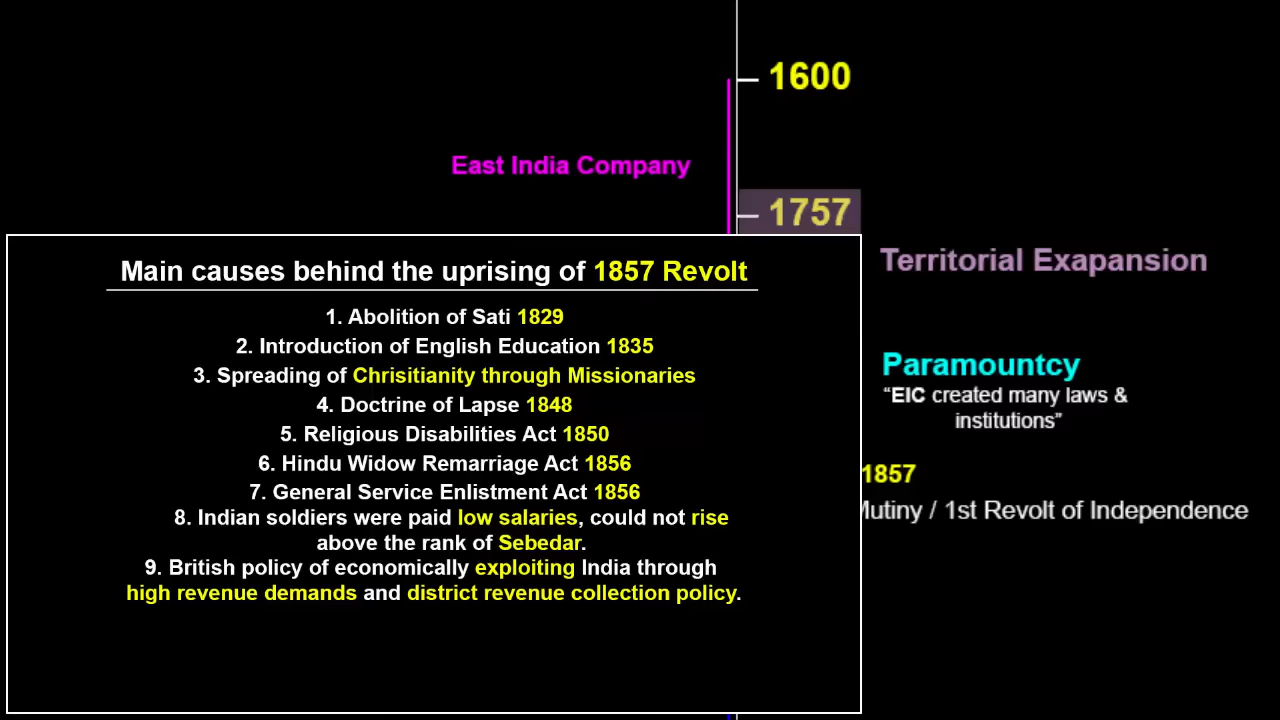 1600
East India Company
1757
Territorial Exapansion
Main causes behind the uprising of 1857 Revolt
1. Abolition of Sati 1829
2. Introduction of English Education 1835
3. Spreading of Chrisitianity through Missionaries
4. Doctrine of Lapse 1848
5. Religious Disabilities Act 1850
6. Hindu Widow Remarriage Act 1856
7. General Service Enlistment Act 1856
8. Indian soldiers were paid low salaries, could not rise
above the rank of Sebedar.
9. British policy of economically exploiting India through
high revenue demands and district revenue collection policy.
Paramountcy
“EIC created many laws &
institutions”
1857
Mutiny / 1st Revolt of Independence